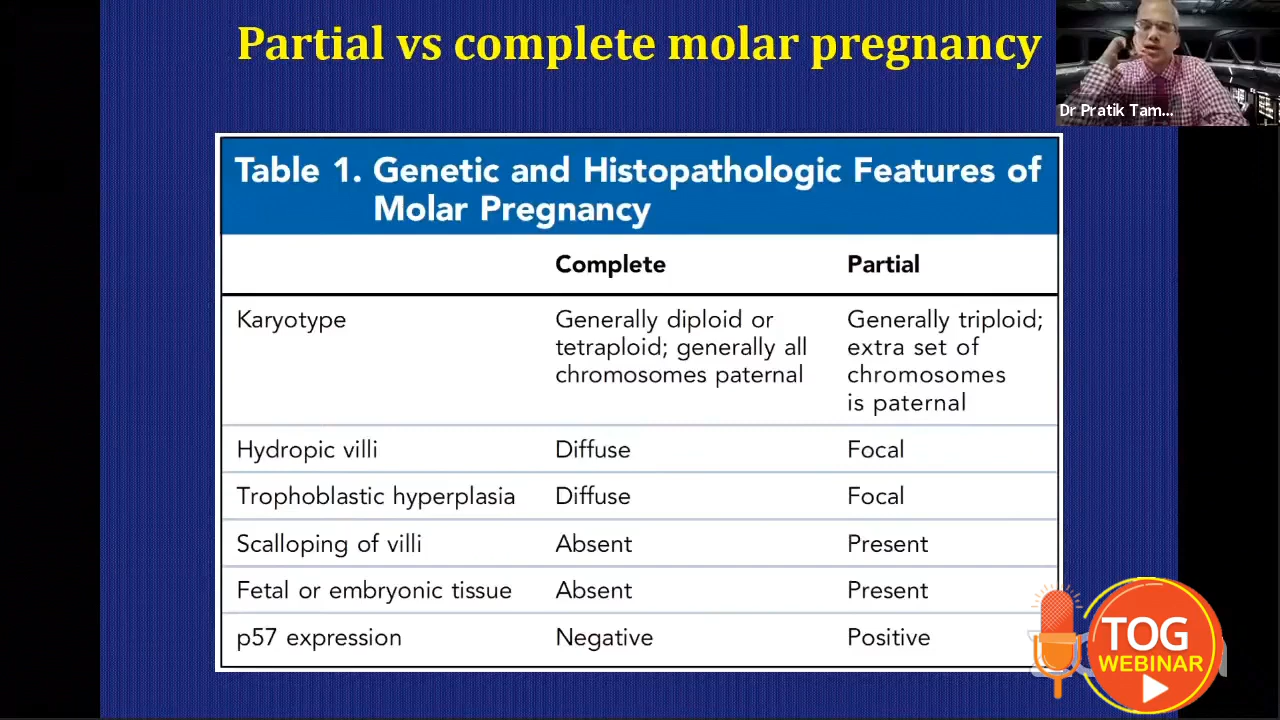 Partial vs complete molar pregnancy
Dr Pratik Tam...
Table 1. Genetic and Histopathologic Features of
Molar Pregnancy
Complete Partial
Karyotype Generally diploid or Generally triploid;
tetraploid; generally all extra set of
chromosomes paternal chromosomes
is paternal
Hydropic villi Diffuse Focal
Trophoblastic hyperplasia Diffuse Focal
Scalloping of villi Absent Present
Fetal or embryonic tissue Absent Present
p57 expression Negative Positive
TOG
WEBINAR